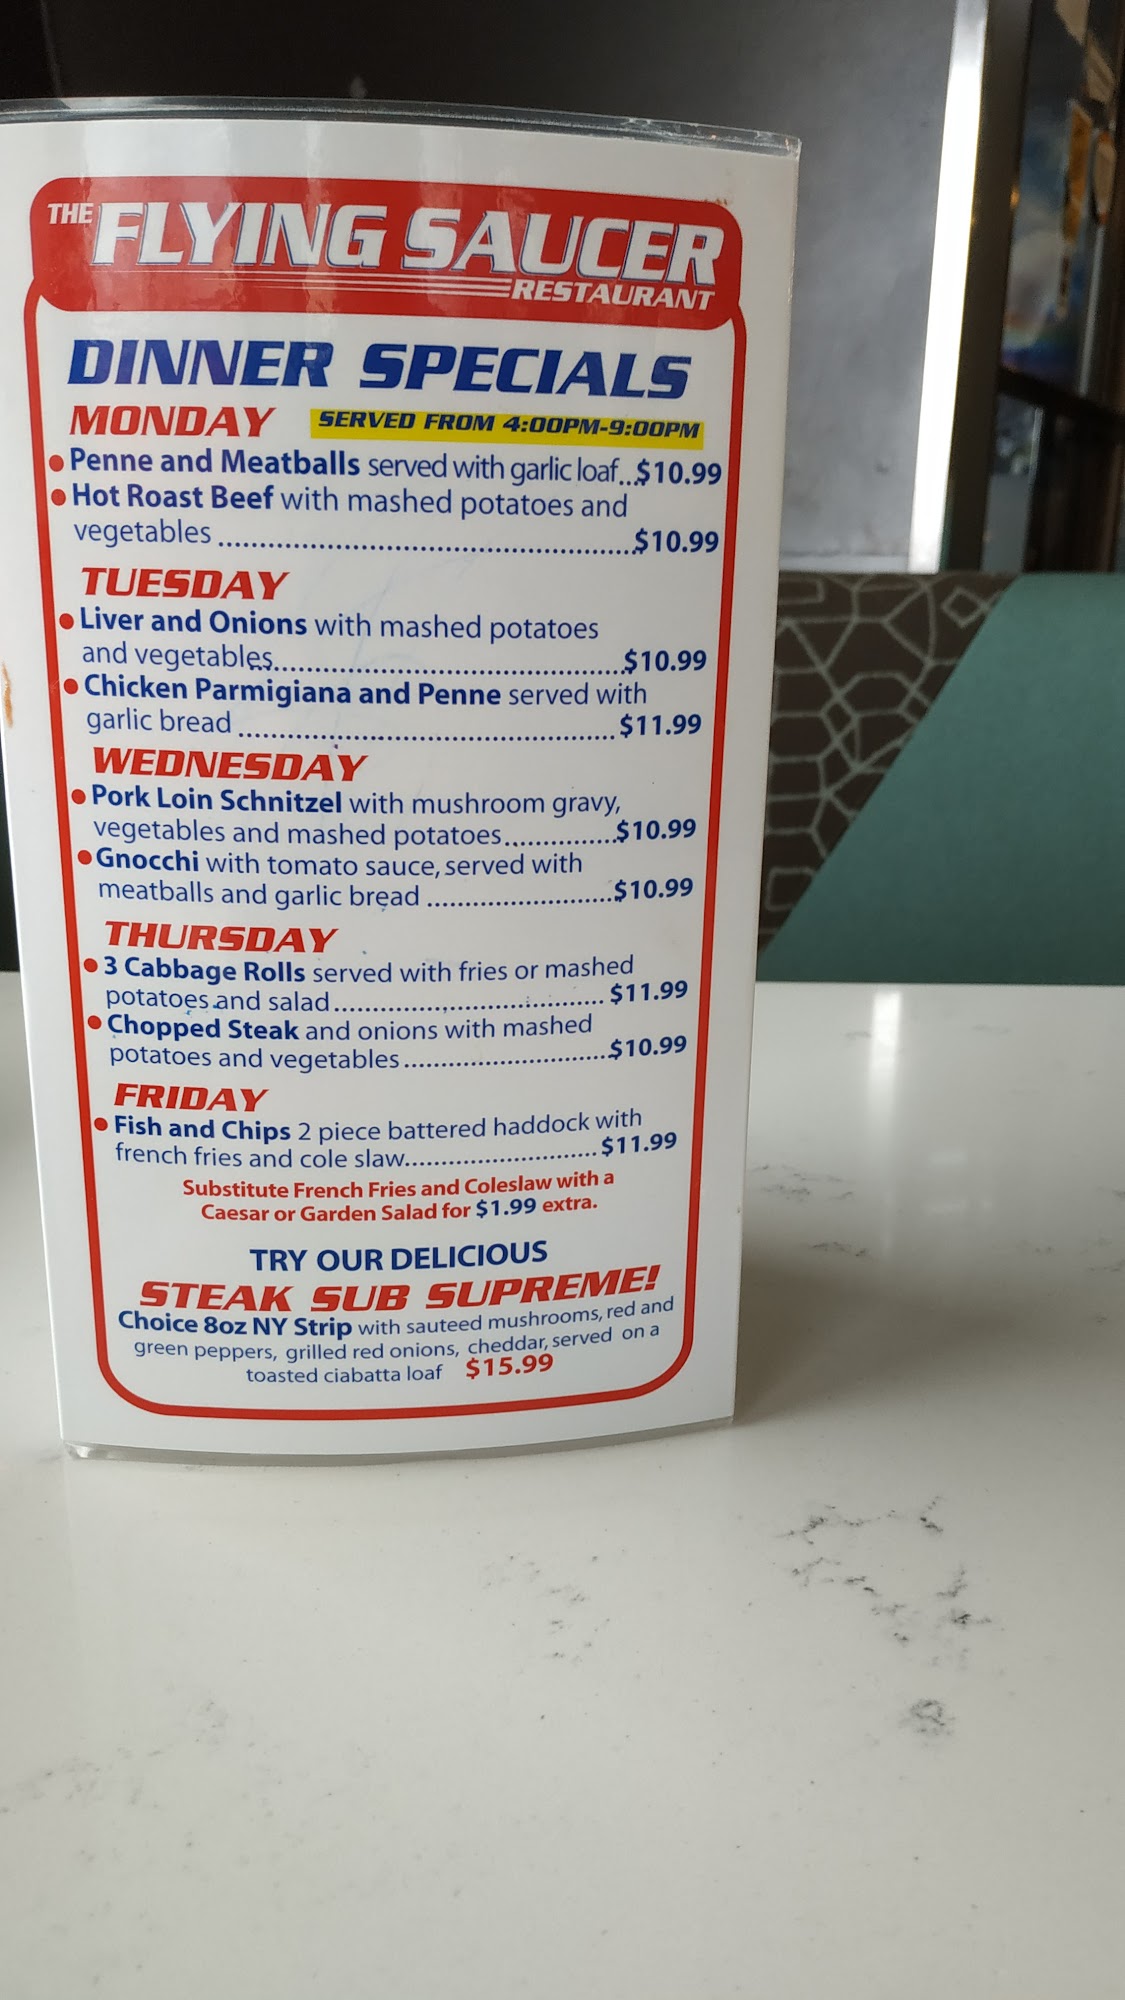 THE FLYING SAUCER
RESTAURANT
DINNER SPECIALS
MONDAY SERVED FROM 4:00PM-9:00PM
• Penne and Meatballs served with garlic loaf...$10.99
• Hot Roast Beef with mashed potatoes and
vegetables ..............................................$10.99
TUESDAY
• Liver and Onions with mashed potatoes
and vegetables.......................................$10.99
• Chicken Parmigiana and Penne served with
garlic bread .......................................... $11.99
WEDNESDAY
• Pork Loin Schnitzel with mushroom gravy,
vegetables and mashed potatoes.............$10.99
• Gnocchi with tomato sauce, served with
meatballs and garlic bread .....................$10.99
THURSDAY
• 3 Cabbage Rolls served with fries or mashed
potatoes and salad............................... $11.99
• Chopped Steak and onions with mashed
potatoes and vegetables........................$10.99
FRIDAY
• Fish and Chips 2 piece battered haddock with
french fries and cole slaw...................... $11.99
Substitute French Fries and Coleslaw with a
Caesar or Garden Salad for $1.99 extra.
TRY OUR DELICIOUS
STEAK SUB SUPREME!
Choice 8oz NY Strip with sauteed mushrooms, red and
green peppers, grilled red onions, cheddar, served on a
toasted ciabatta loaf $15.99